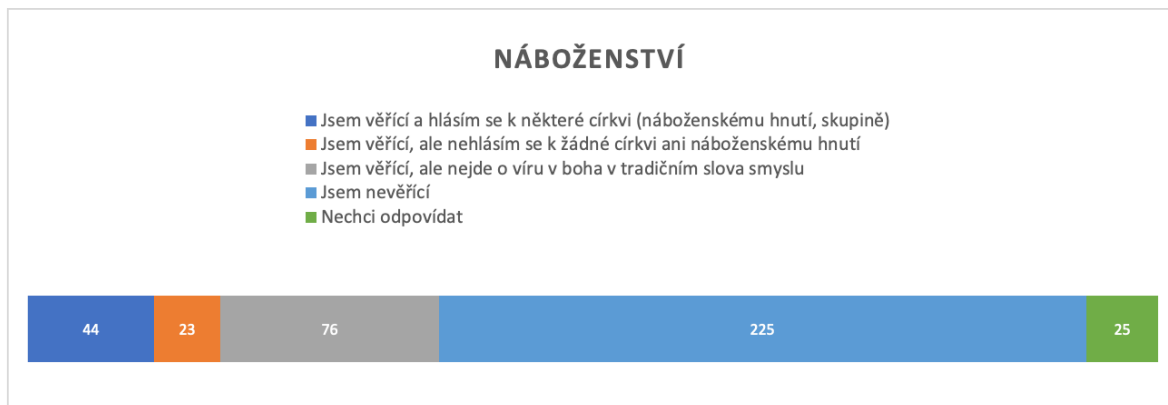 NÁBOŽENSTVÍ
Jsem věřící a hlásím se k některé církvi (náboženskému hnutí, skupině)
Jsem věřící, ale nehlásím se k žádné církvi ani náboženskému hnutí
Jsem věřící, ale nejde o víru v boha v tradičním slova smyslu
Jsem nevěřící
Nechci odpovídat
44 23 76 225 25